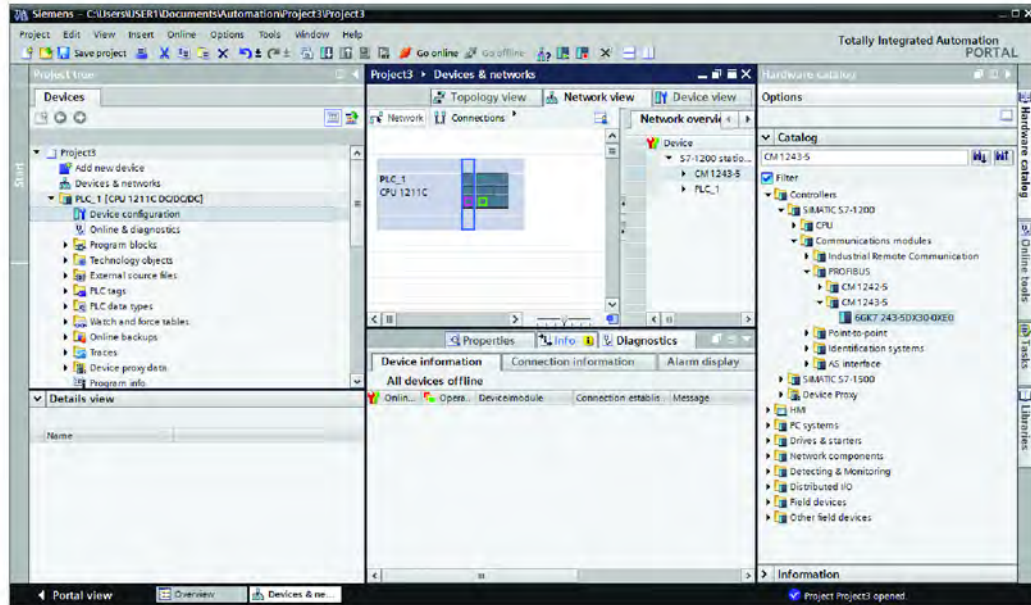 Siemens - C:\Users\USER1\Documents\Automation\Project3\Project3
Project Edit View Insert Online Options Tools Window Help
Totally Integrated Automation
PORTAL
Save project Go online Go offline
Project tree
Devices
Project3
Add new device
Devices & networks
PLC_1 [CPU 1211C DC/DC/DC]
Device configuration
Online & diagnostics
Program blocks
Technology objects
External source files
PLC tags
PLC data types
Watch and force tables
Online backups
Traces
Device proxy data
Program info
Details view
Name
Start
Project3 Devices & networks
Topology view Network view Device view
Network Connections
Network overvi
PLC_1
CPU 1211C
Device
S7-1200 statio...
CM 1243-5
PLC_1
Properties Info Diagnostics
Device information Connection information Alarm display
All devices offline
Onlin... Opera.. Device/module Connection establis Message
Hardware catalog
Options
Catalog
CM 1243-5
Filter
Controllers
SIMATIC S7-1200
CPU
Communications modules
Industrial Remote Communication
PROFIBUS
CM 1242-5
CM 1243-5
6GK7 243-5DX30-0XE0
Point-to-point
Identification systems
AS interface
SIMATIC S7-1500
Device Proxy
HMI
PC systems
Drives & starters
Network components
Detecting & Monitoring
Distributed I/O
Field devices
Other field devices
Information
Hardware catalog
Online tools
Tasks
Libraries
Portal view Overview Devices & ne...
Project Project3 opened.